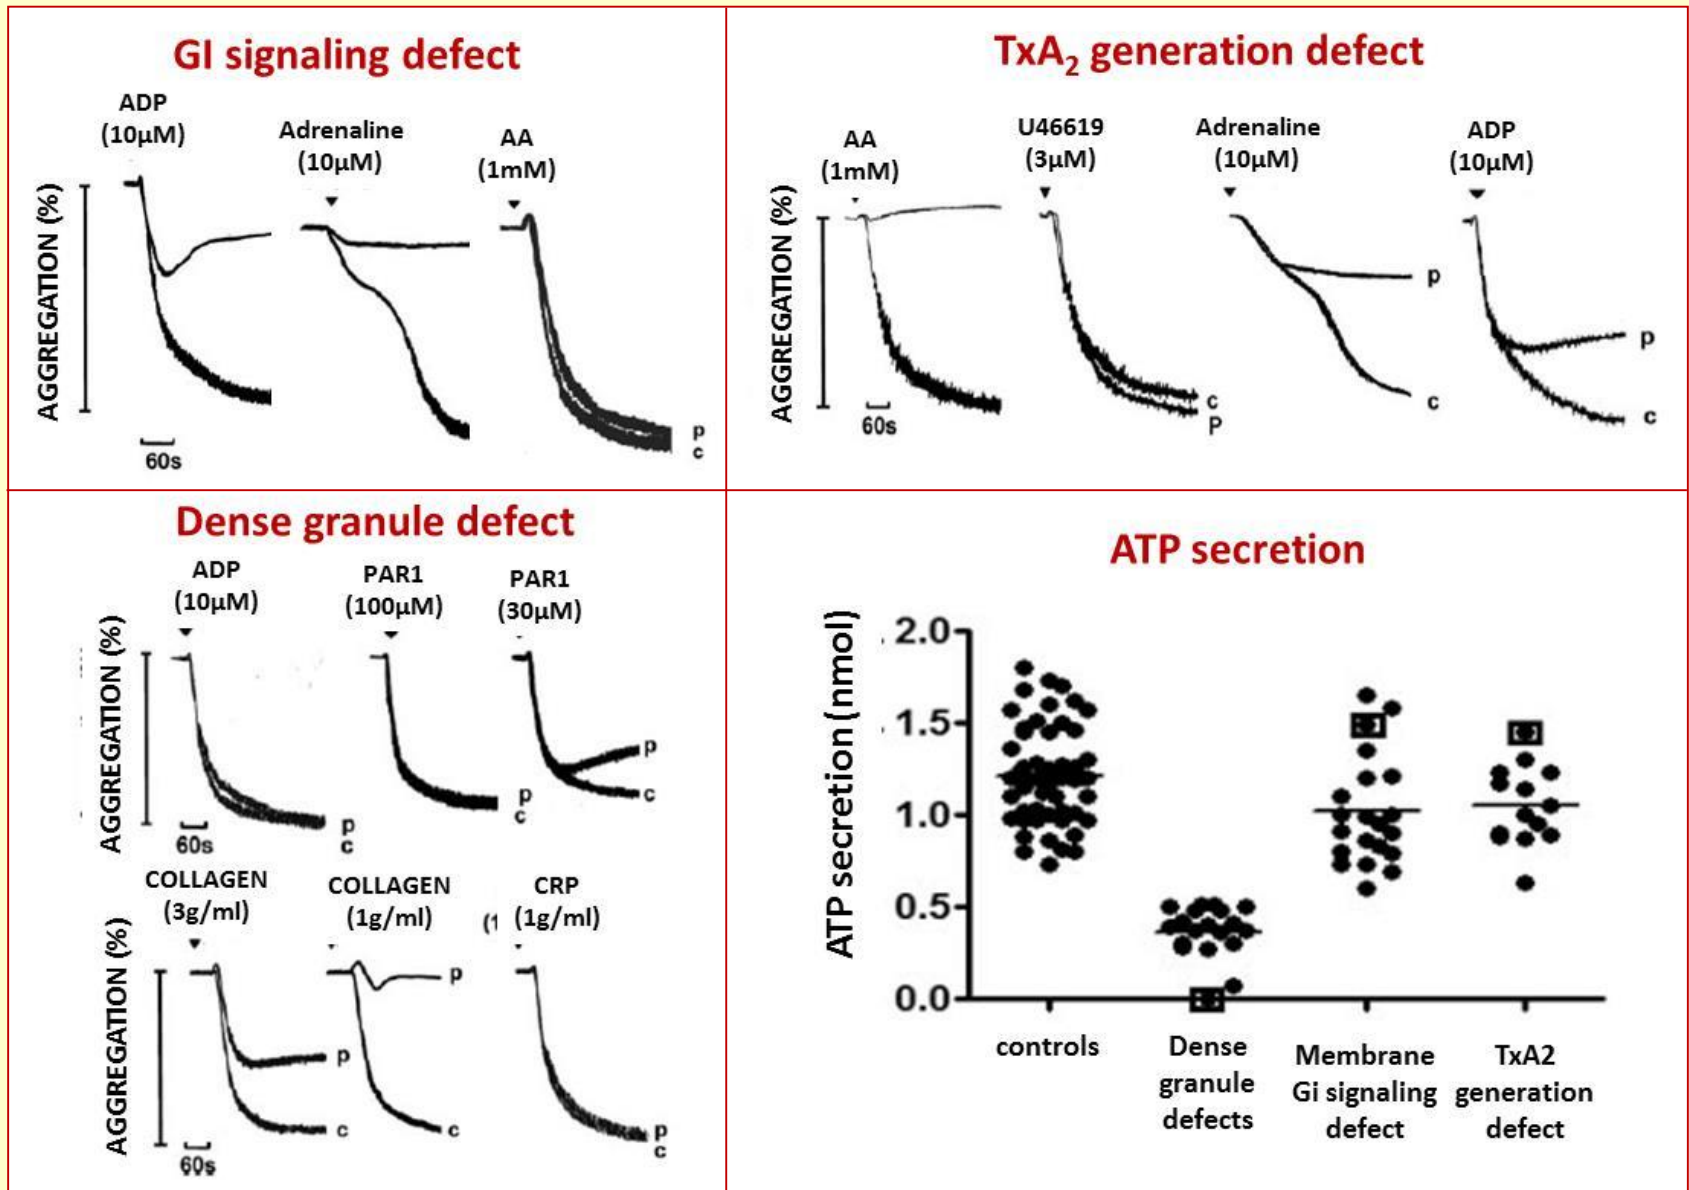 GI signaling defect
ADP
(10µM)
Adrenaline
(10µM)
AA
(1mM)
AGGREGATION (%)
60s
p
c
TxA2 generation defect
AA
(1mM)
U46619
(3µM)
Adrenaline
(10µM)
ADP
(10µM)
AGGREGATION (%)
60s
c
P
p
c
p
c
Dense granule defect
ADP
(10µM)
PAR1
(100µM)
PAR1
(30µM)
AGGREGATION (%)
60s
p
c
p
c
p
c
COLLAGEN
(3g/ml)
COLLAGEN
(1g/ml)
(1
CRP
(1g/ml)
AGGREGATION (%)
60s
p
c
p
c
p
c
ATP secretion
ATP secretion (nmol)
2.0
1.5
1.0
0.5
0.0
controls
Dense
granule
defects
Membrane
Gi signaling
defect
TxA2
generation
defect